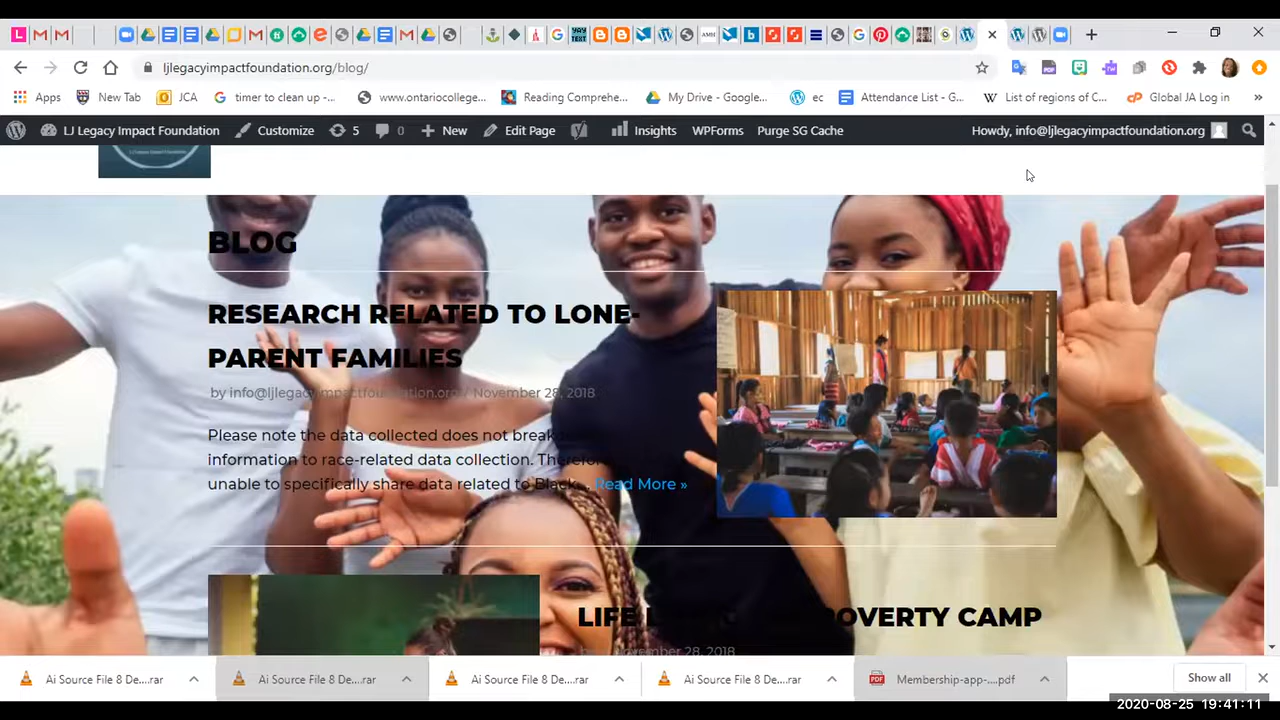 ljlegacyimpactfoundation.org/blog/
Apps New Tab JCA timer to clean up -... www.ontariocollege... Reading Comprehe... My Drive - Google... ec Attendance List - G... List of regions of C... Global JA Log in »
LJ Legacy Impact Foundation Customize 5 0 New Edit Page Insights WPForms Purge SG Cache Howdy, info@ljlegacyimpactfoundation.org
BLOG
RESEARCH RELATED TO LONE-
PARENT FAMILIES
by info@ljlegacyimpactfoundation.org / November 28, 2018
Please note the data collected does not
information to race-related data collection.
unable to specifically share data related to Black... Read More »
LIFE POVERTY CAMP
November 28, 2018
Ai Source File 8 De....rar Ai Source File 8 De....rar Ai Source File 8 De....rar Ai Source File 8 De....rar Membership-app-....pdf Show all
2020-08-25 19:41:11